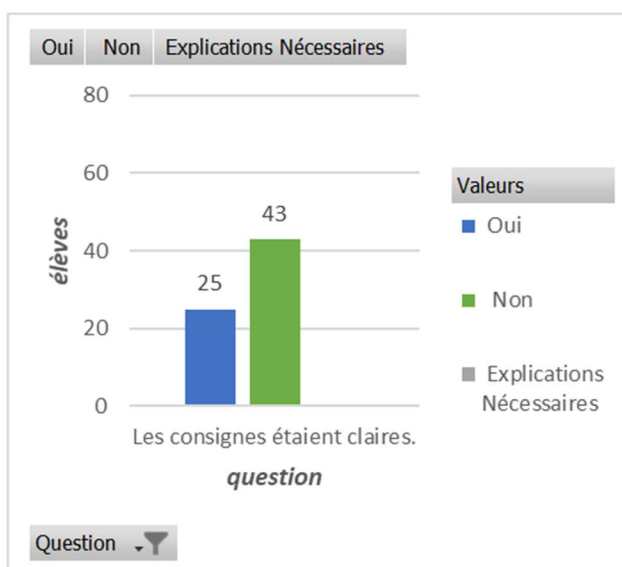 Oui Non Explications Nécessaires
80
60
40
20
0
élèves
25
43
Les consignes étaient claires.
question
Valeurs
Oui
Non
Explications
Nécessaires
Question